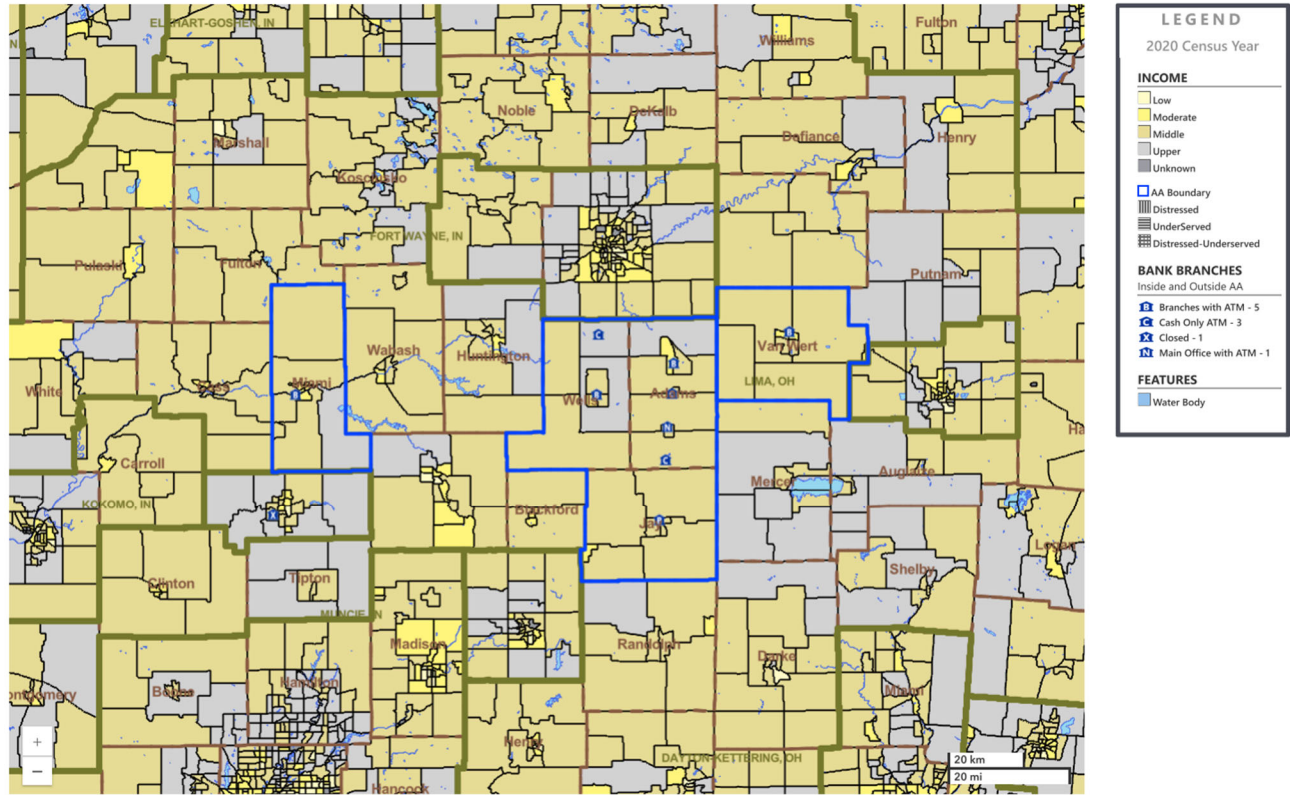 ELKHART-GOSHEN, IN
Fulton
Williams
Noble
DeKalb
Defiance
Henry
Marshall
Kosciusko
FORT WAYNE, IN
Pulaski
Fulton
Putnam
Wabash
Huntington
Van Wert
White
Cass
Miami
Wells
Adams
LIMA, OH
Carroll
Mercer
Auglaize
Ha
KOKOMO, IN
Blackford
Jay
Logan
Clinton
Tipton
Shelby
MUNCIE, IN
Madison
Randolph
Darke
Montgomery
Boone
Hamilton
Miami
Henry
DAYTON-KETTERING, OH
Hancock
+
−
20 km
20 mi
LEGEND
2020 Census Year
INCOME
Low
Moderate
Middle
Upper
Unknown
AA Boundary
Distressed
UnderServed
Distressed-Underserved
BANK BRANCHES
Inside and Outside AA
B Branches with ATM - 5
C Cash Only ATM - 3
X Closed - 1
N Main Office with ATM - 1
FEATURES
Water Body